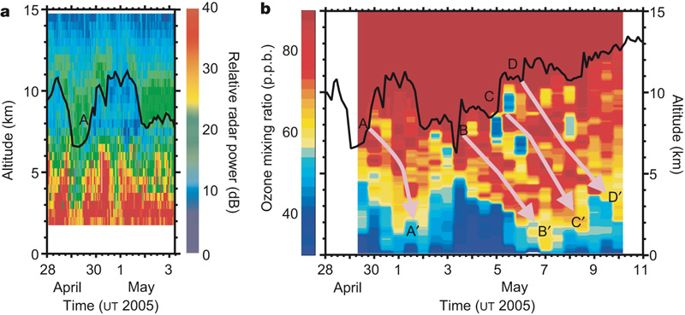 a
15
10
5
0
Altitude (km)
A
28
30
1
3
April
May
Time (UT 2005)
40
30
20
10
0
Relative radar power (dB)
b
80
60
40
Ozone mixing ratio (p.p.b.)
A
B
C
D
A′
B′
C′
D′
15
10
5
0
Altitude (km)
28
30
1
3
5
7
9
11
April
May
Time (UT 2005)